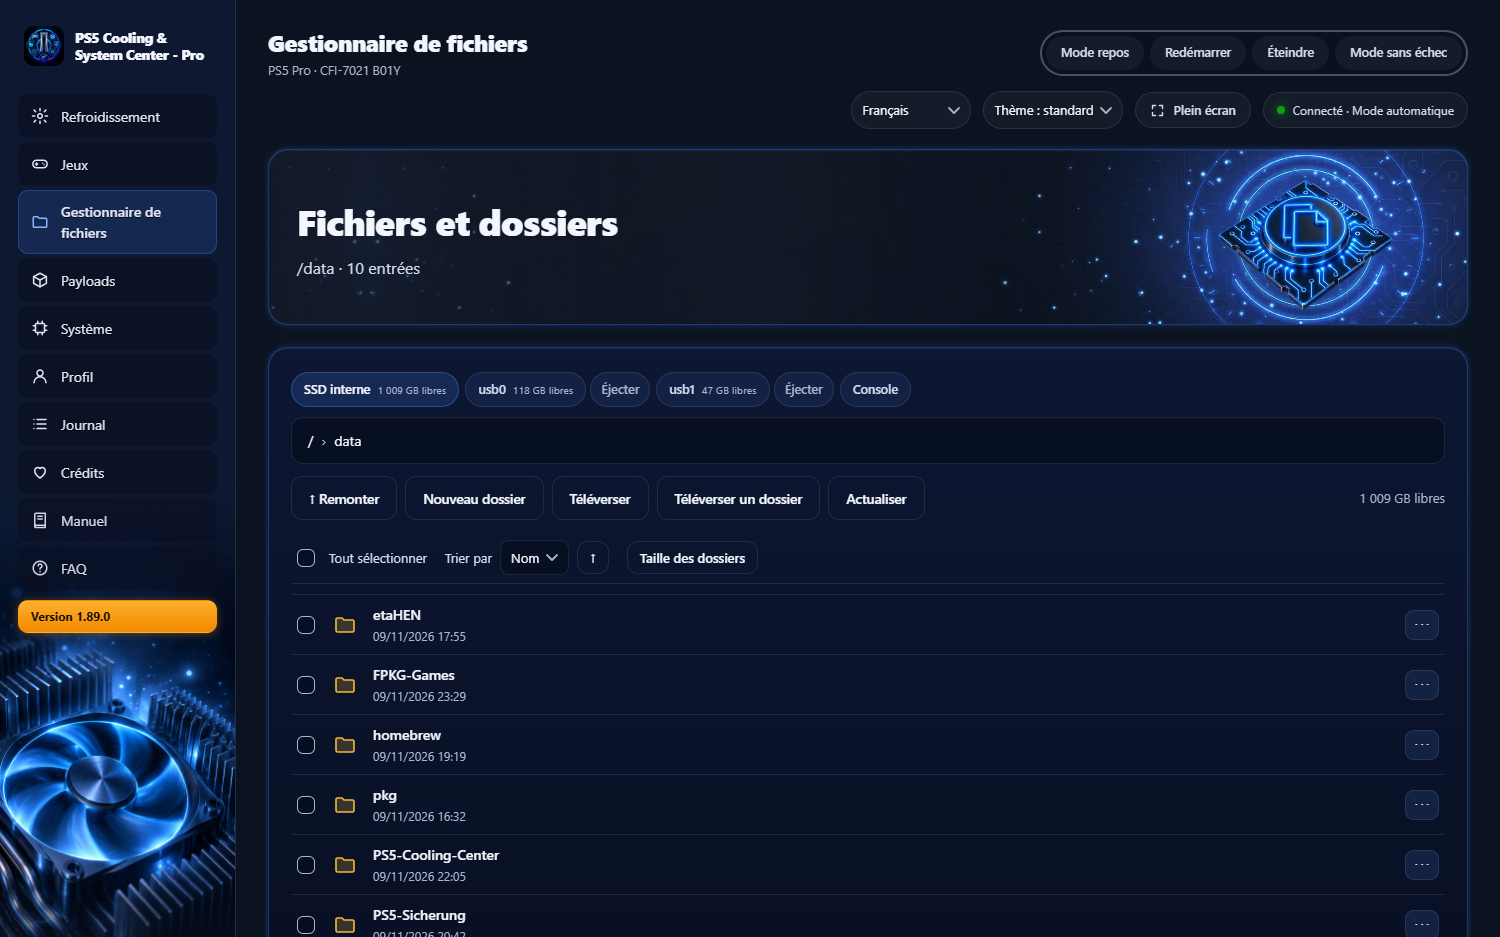 PS5 Cooling &
System Center - Pro
Refroidissement
Jeux
Gestionnaire de
fichiers
Payloads
Système
Profil
Journal
Crédits
Manuel
FAQ
Version 1.89.0
Gestionnaire de fichiers
PS5 Pro · CFI-7021 B01Y
Mode repos Redémarrer Éteindre Mode sans échec
Français Thème : standard Plein écran Connecté · Mode automatique
Fichiers et dossiers
/data · 10 entrées
SSD interne 1 009 GB libres usb0 118 GB libres Éjecter usb1 47 GB libres Éjecter Console
/ › data
↑ Remonter Nouveau dossier Téléverser Téléverser un dossier Actualiser 1 009 GB libres
Tout sélectionner Trier par Nom ↑ Taille des dossiers
etaHEN
09/11/2026 17:55
FPKG-Games
09/11/2026 23:29
homebrew
09/11/2026 19:19
pkg
09/11/2026 16:32
PS5-Cooling-Center
09/11/2026 22:05
PS5-Sicherung
09/11/2026 20:42